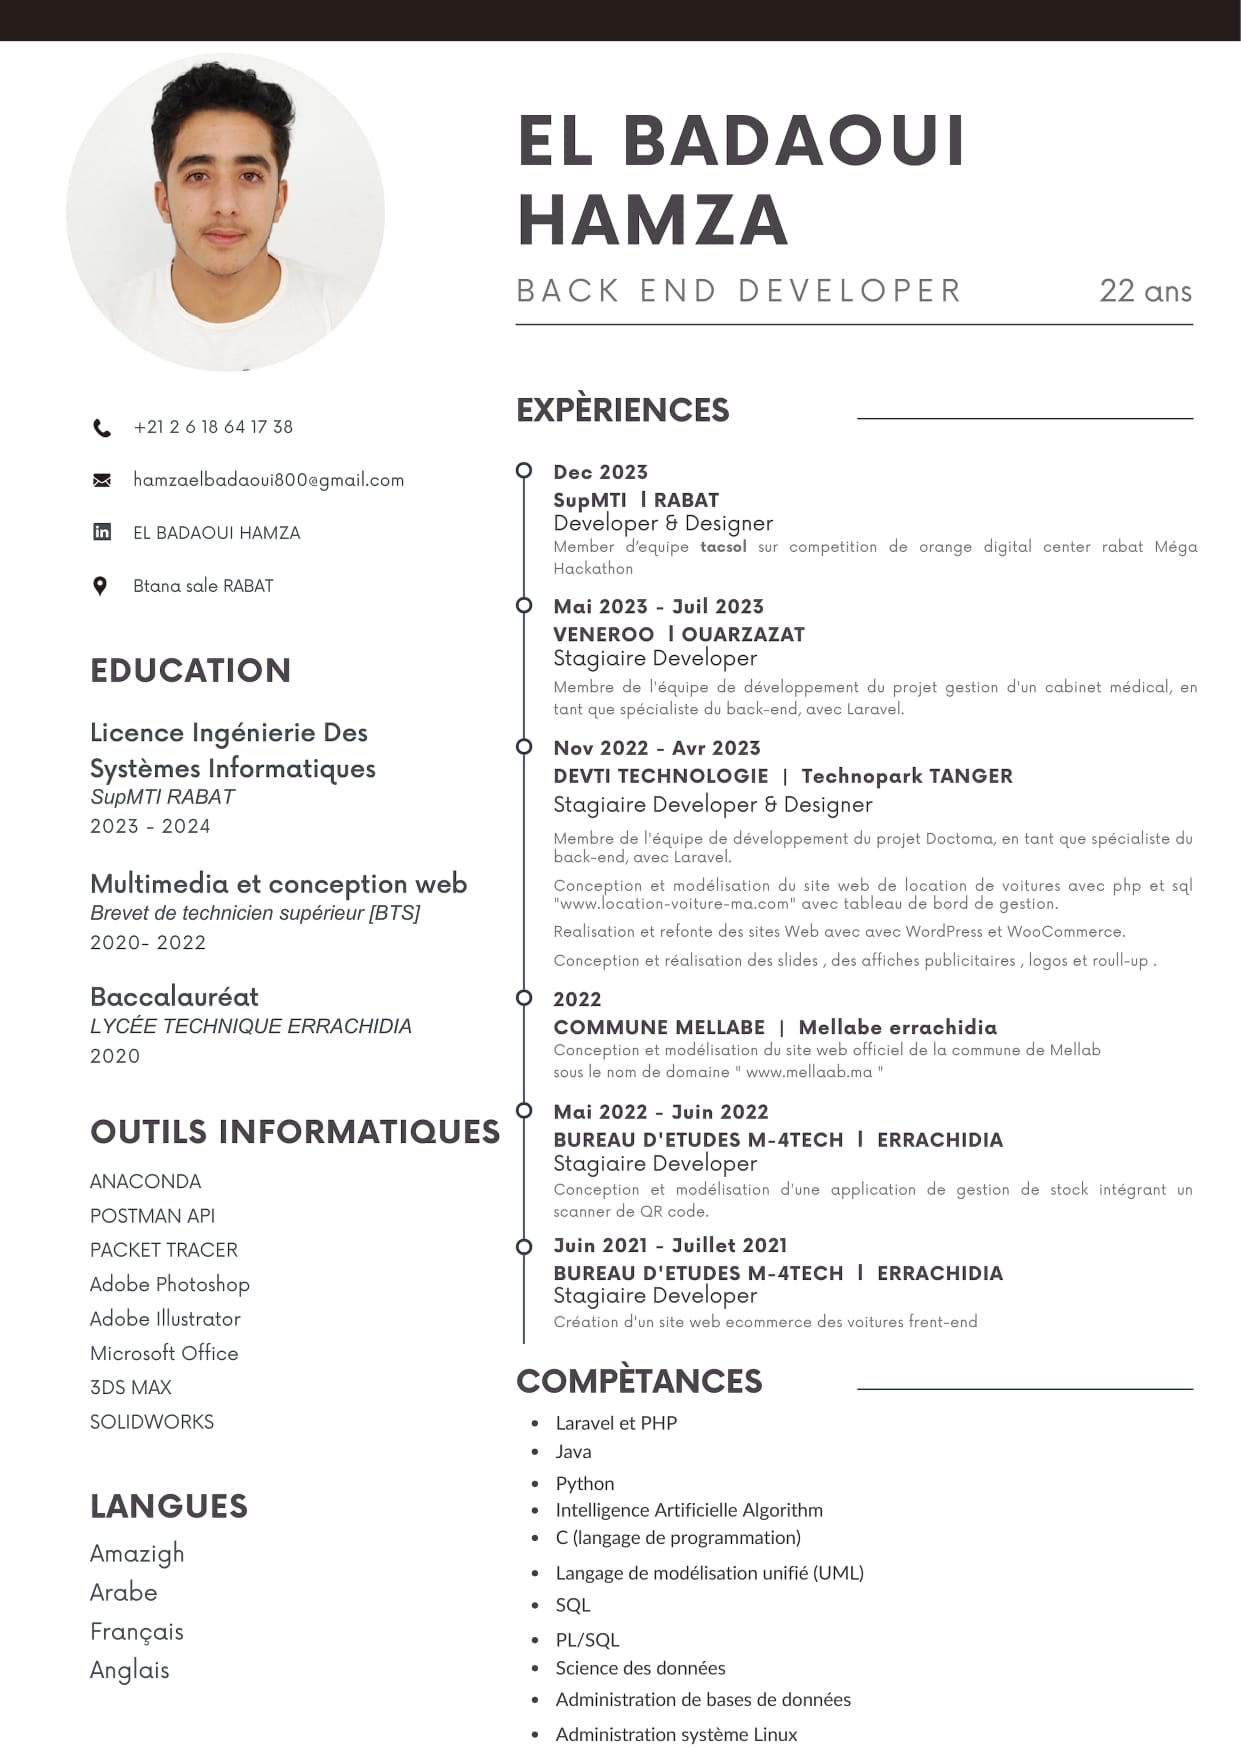 EL BADAOUI
HAMZA
BACK END DEVELOPER
22 ans
+21 2 6 18 64 17 38
hamzaelbadaoui800@gmail.com
EL BADAOUI HAMZA
Btana sale RABAT
EDUCATION
Licence Ingénierie Des
Systèmes Informatiques
SupMTI RABAT
2023 - 2024
Multimedia et conception web
Brevet de technicien supérieur [BTS]
2020- 2022
Baccalauréat
LYCÉE TECHNIQUE ERRACHIDIA
2020
OUTILS INFORMATIQUES
ANACONDA
POSTMAN API
PACKET TRACER
Adobe Photoshop
Adobe Illustrator
Microsoft Office
3DS MAX
SOLIDWORKS
LANGUES
Amazigh
Arabe
Français
Anglais
EXPÈRIENCES
Dec 2023
SupMTI | RABAT
Developer & Designer
Member d’equipe tacsol sur competition de orange digital center rabat Méga
Hackathon
Mai 2023 - Juil 2023
VENEROO | OUARZAZAT
Stagiaire Developer
Membre de l'équipe de développement du projet gestion d'un cabinet médical, en
tant que spécialiste du back-end, avec Laravel.
Nov 2022 - Avr 2023
DEVTI TECHNOLOGIE | Technopark TANGER
Stagiaire Developer & Designer
Membre de l'équipe de développement du projet Doctoma, en tant que spécialiste du
back-end, avec Laravel.
Conception et modélisation du site web de location de voitures avec php et sql
"www.location-voiture-ma.com" avec tableau de bord de gestion.
Realisation et refonte des sites Web avec avec WordPress et WooCommerce.
Conception et réalisation des slides , des affiches publicitaires , logos et roull-up .
2022
COMMUNE MELLABE | Mellabe errachidia
Conception et modélisation du site web officiel de la commune de Mellab
sous le nom de domaine " www.mellaab.ma "
Mai 2022 - Juin 2022
BUREAU D'ETUDES M-4TECH | ERRACHIDIA
Stagiaire Developer
Conception et modélisation d'une application de gestion de stock intégrant un
scanner de QR code.
Juin 2021 - Juillet 2021
BUREAU D'ETUDES M-4TECH | ERRACHIDIA
Stagiaire Developer
Création d'un site web ecommerce des voitures frent-end
COMPÈTANCES
• Laravel et PHP
• Java
• Python
• Intelligence Artificielle Algorithm
• C (langage de programmation)
• Langage de modélisation unifié (UML)
• SQL
• PL/SQL
• Science des données
• Administration de bases de données
• Administration système Linux